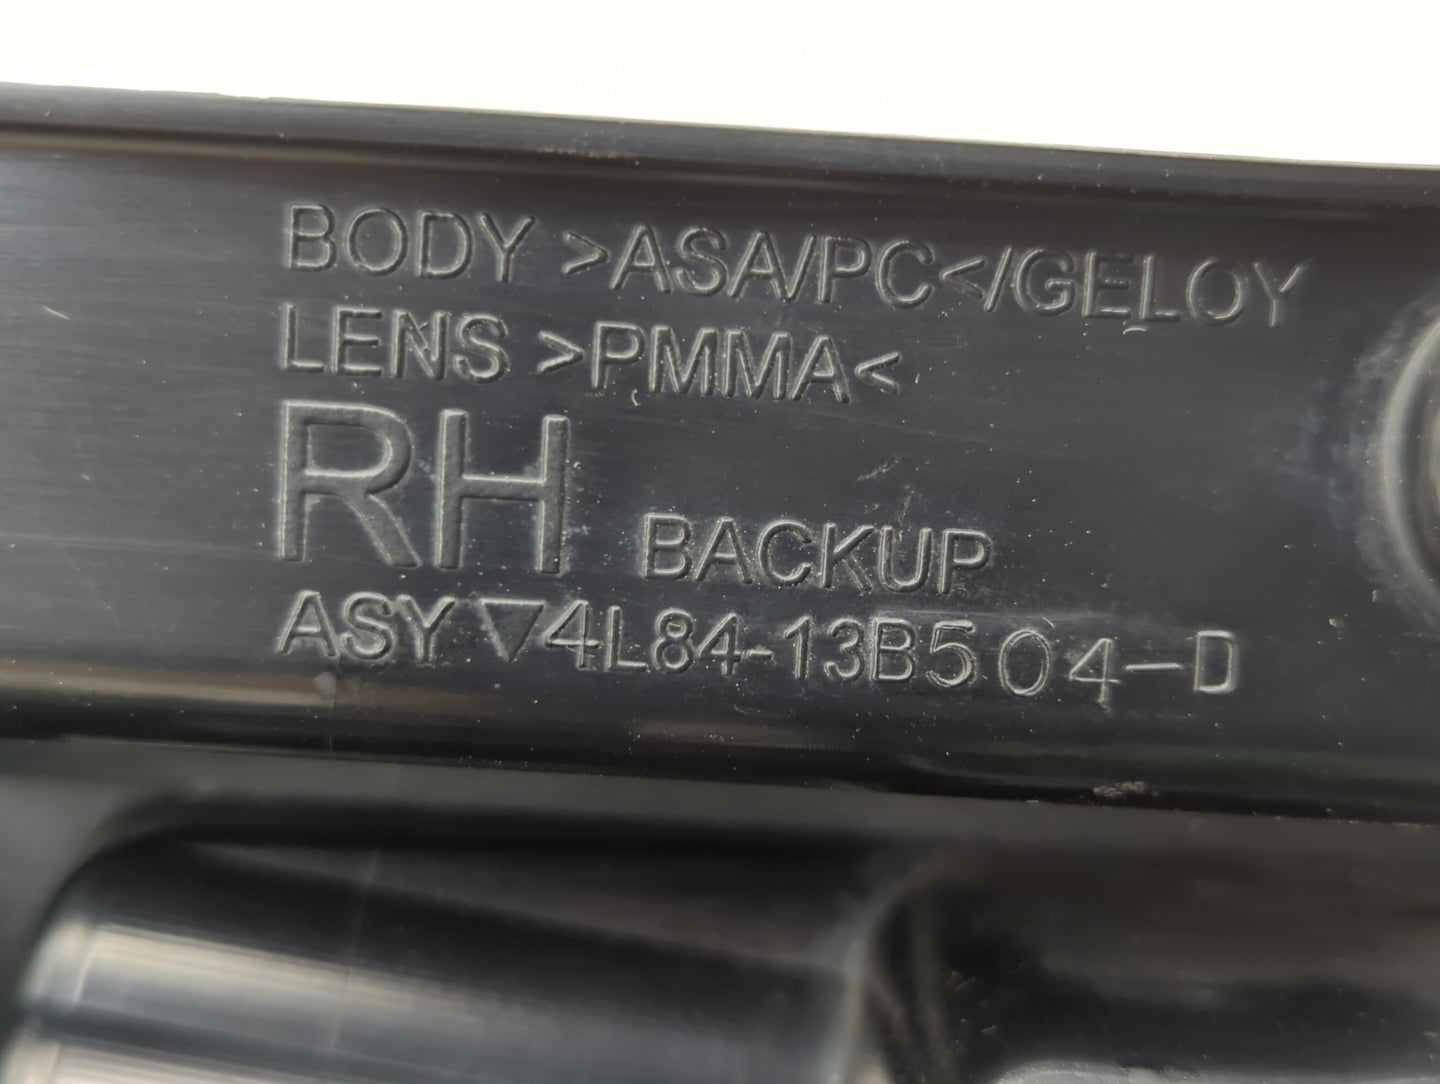 BODY >ASA/PC</GELOY
LENS >PMMA<
RH BACKUP
ASY ▽4L84-13B504-D